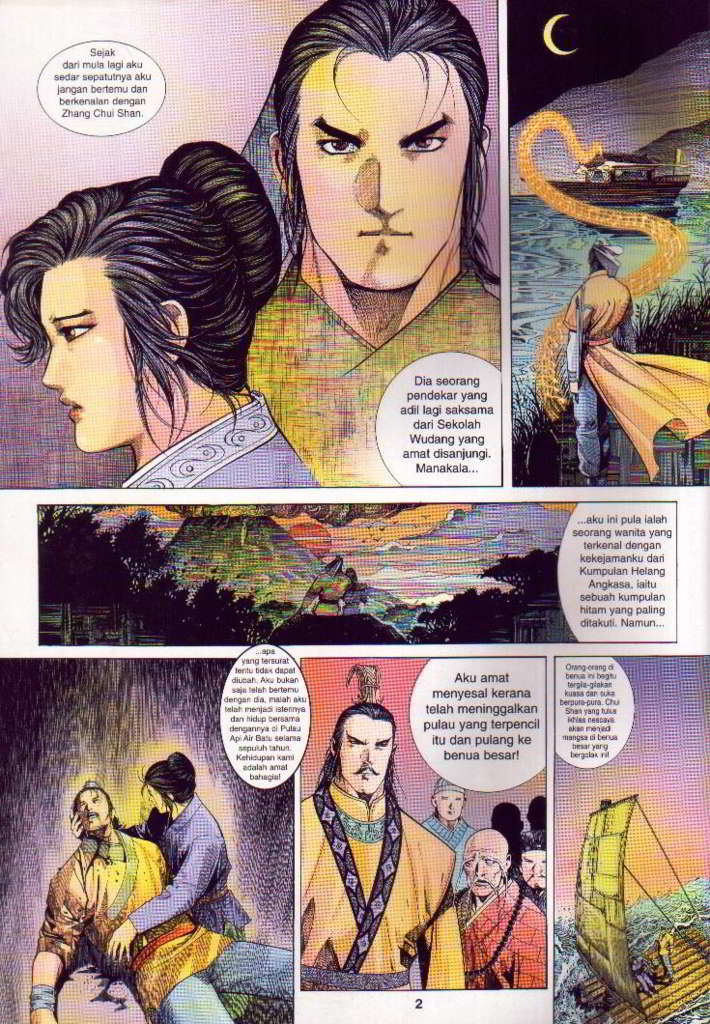 Sejak
dari mula lagi aku
sedar sepatutnya aku
jangan bertemu dan
berkenalan dengan
Zhang Chui Shan.
Dia seorang
pendekar yang
adil lagi saksama
dari Sekolah
Wudang yang
amat disanjungi.
Manakala...
...aku ini pula ialah
seorang wanita yang
terkenal dengan
kekejamanku dari
Kumpulan Helang
Angkasa, iaitu
sebuah kumpulan
hitam yang paling
ditakuti. Namun...
...apa
yang tersurat
tentu tidak dapat
diubah. Aku bukan
saja telah bertemu
dengan dia, malah aku
telah menjadi isterinya
dan hidup bersama
dengannya di Pulau
Api Air Batu selama
sepuluh tahun.
Kehidupan kami
adalah amat
bahagia!
Aku amat
menyesal kerana
telah meninggalkan
pulau yang terpencil
itu dan pulang ke
benua besar!
Orang-orang di
benua ini begitu
tergila-gilakan
kuasa dan suka
berpura-pura. Chui
Shan yang tulus
ikhlas nescaya
akan menjadi
mangsa di benua
besar yang
bergolak ini!
2